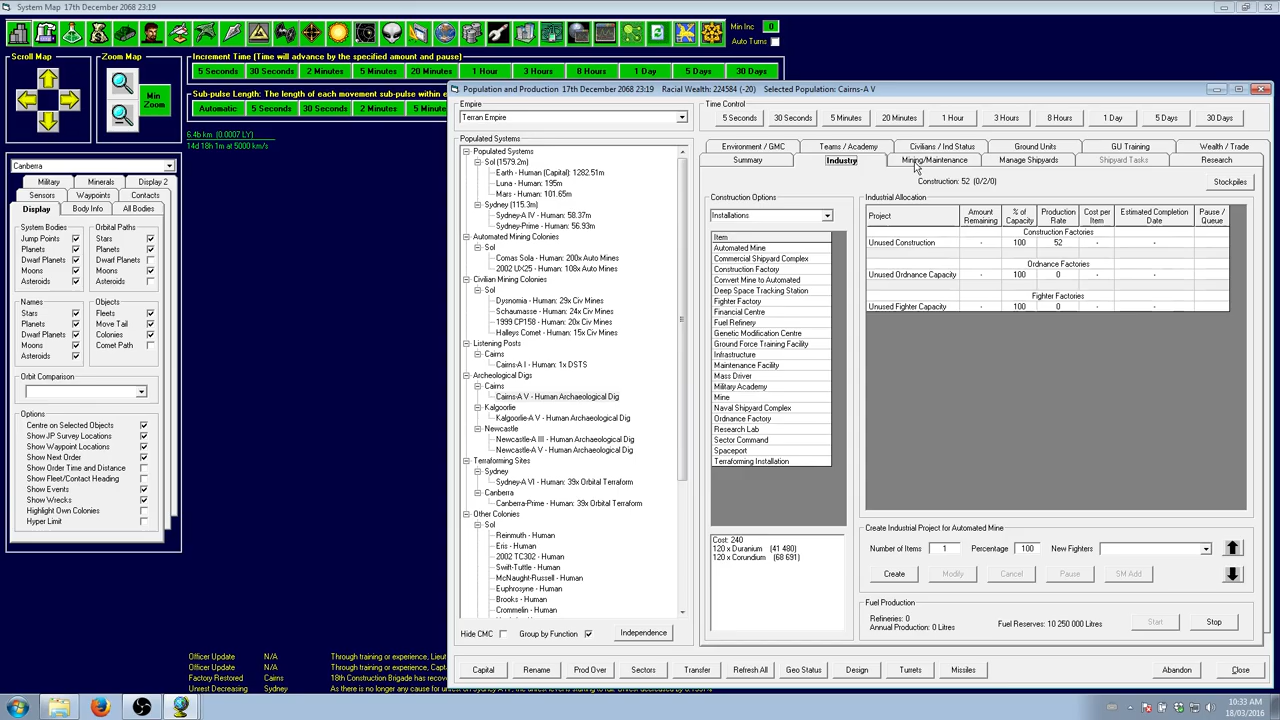 System Map 17th December 2068 23:19
Min Inc 0
Auto Turns
Scroll Map
Zoom Map
Min Zoom
Increment Time (Time will advance by the specified amount and pause)
5 Seconds 30 Seconds 2 Minutes 5 Minutes 20 Minutes 1 Hour 3 Hours 8 Hours 1 Day 5 Days 30 Days
Sub-pulse Length: The length of each movement sub-pulse within e
Automatic 5 Seconds 30 Seconds 2 Minutes 5 Minute
6.4b km (0.0007 LY)
14d 18h 1m at 5000 km/s
Canberra
Military Minerals Display 2
Sensors Waypoints Contacts
Display Body Info All Bodies
System Bodies Orbital Paths
Jump Points Stars
Planets Planets
Dwarf Planets Dwarf Planets
Moons Moons
Asteroids Asteroids
Names Objects
Stars Fleets
Planets Move Tail
Dwarf Planets Colonies
Moons Comet Path
Asteroids
Orbit Comparison
Options
Centre on Selected Objects
Show JP Survey Locations
Show Waypoint Locations
Show Next Order
Show Order Time and Distance
Show Fleet/Contact Heading
Show Events
Show Wrecks
Highlight Own Colonies
Hyper Limit
Population and Production 17th December 2068 23:19 Racial Wealth: 224584 (-20) Selected Population: Cairns-A V
Empire
Terran Empire
Time Control
5 Seconds 30 Seconds 5 Minutes 20 Minutes 1 Hour 3 Hours 8 Hours 1 Day 5 Days 30 Days
Populated Systems
Populated Systems
Sol (1579.2m)
Earth - Human (Capital): 1282.51m
Luna - Human: 195m
Mars - Human: 101.65m
Sydney (115.3m)
Sydney-A IV - Human: 58.37m
Sydney-Prime - Human: 56.93m
Automated Mining Colonies
Sol
Comas Sola - Human: 200x Auto Mines
2002 UX25 - Human: 108x Auto Mines
Civilian Mining Colonies
Sol
Dysnomia - Human: 29x Civ Mines
Schaumasse - Human: 24x Civ Mines
1999 CP158 - Human: 20x Civ Mines
Halleys Comet - Human: 15x Civ Mines
Listening Posts
Cairns
Cairns-A I - Human: 1x DSTS
Archeological Digs
Cairns
Cairns-A V - Human Archaeological Dig
Kalgoorlie
Kalgoorlie-A V - Human Archaeological Dig
Newcastle
Newcastle-A III - Human Archaeological Dig
Newcastle-A V - Human Archaeological Dig
Terraforming Sites
Sydney
Sydney-A VI - Human: 39x Orbital Terraform
Canberra
Canberra-Prime - Human: 39x Orbital Terraform
Other Colonies
Sol
Reinmuth - Human
Eris - Human
2002 TC302 - Human
Swift-Tuttle - Human
McNaught-Russell - Human
Euphrosyne - Human
Brooks - Human
Crommelin - Human
Hide CMC Group by Function Independence
Environment / GMC Teams / Academy Civilians / Ind Status Ground Units GU Training Wealth / Trade
Summary Industry Mining/Maintenance Manage Shipyards Shipyard Tasks Research
Construction: 52 (0/2/0)
Stockpiles
Construction Options
Installations
Item
Automated Mine
Commercial Shipyard Complex
Construction Factory
Convert Mine to Automated
Deep Space Tracking Station
Fighter Factory
Financial Centre
Fuel Refinery
Genetic Modification Centre
Ground Force Training Facility
Infrastructure
Maintenance Facility
Mass Driver
Military Academy
Mine
Naval Shipyard Complex
Ordnance Factory
Research Lab
Sector Command
Spaceport
Terraforming Installation
Cost: 240
120 x Duranium (41 480)
120 x Corundium (68 691)
Industrial Allocation
Project Amount Remaining % of Capacity Production Rate Cost per Item Estimated Completion Date Pause / Queue
Construction Factories
Unused Construction - 100 52 - -
Ordnance Factories
Unused Ordnance Capacity - 100 0 - -
Fighter Factories
Unused Fighter Capacity - 100 0 - -
Create Industrial Project for Automated Mine
Number of Items 1 Percentage 100 New Fighters
Create Modify Cancel Pause SM Add
Fuel Production
Refineries: 0
Annual Production: 0 Litres
Fuel Reserves: 10 250 000 Litres
Start Stop
Capital Rename Prod Over Sectors Transfer Refresh All Geo Status Design Turrets Missiles Abandon Close
Officer Update N/A Through training or experience, Lieut
Officer Update N/A Through training or experience, Capt
Factory Restored Cairns 18th Construction Brigade has recov
Unrest Decreasing Sydney
10:33 AM
18/03/2016